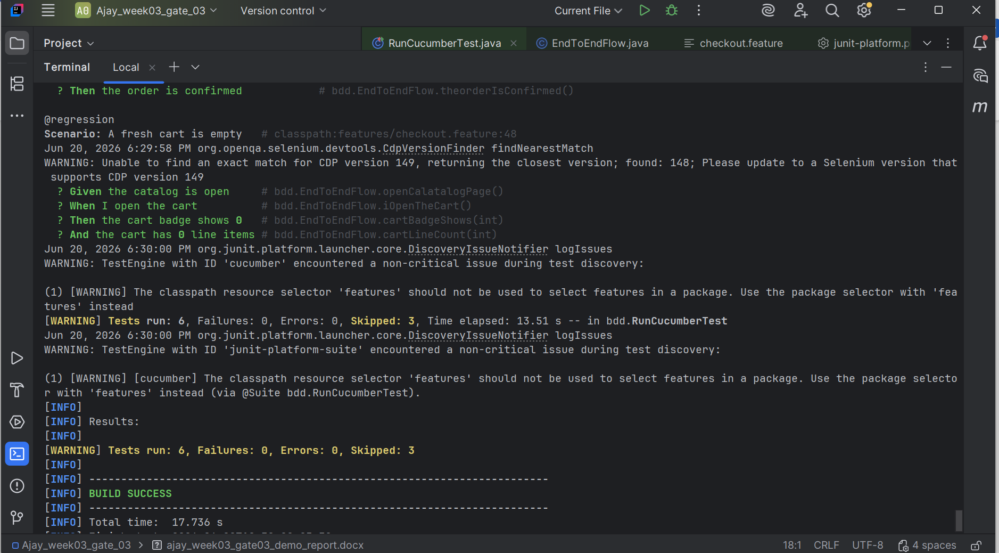 A0 Ajay_week03_gate_03 Version control Current File
Project RunCucumberTest.java EndToEndFlow.java checkout.feature junit-platform.p
Terminal Local
? Then the order is confirmed # bdd.EndToEndFlow.theorderIsConfirmed()
@regression
Scenario: A fresh cart is empty # classpath:features/checkout.feature:48
Jun 20, 2026 6:29:58 PM org.openqa.selenium.devtools.CdpVersionFinder findNearestMatch
WARNING: Unable to find an exact match for CDP version 149, returning the closest version; found: 148; Please update to a Selenium version that
supports CDP version 149
? Given the catalog is open # bdd.EndToEndFlow.openCalatalogPage()
? When I open the cart # bdd.EndToEndFlow.iOpenTheCart()
? Then the cart badge shows 0 # bdd.EndToEndFlow.cartBadgeShows(int)
? And the cart has 0 line items # bdd.EndToEndFlow.cartLineCount(int)
Jun 20, 2026 6:30:00 PM org.junit.platform.launcher.core.DiscoveryIssueNotifier logIssues
WARNING: TestEngine with ID 'cucumber' encountered a non-critical issue during test discovery:
(1) [WARNING] The classpath resource selector 'features' should not be used to select features in a package. Use the package selector with 'fea
tures' instead
[WARNING] Tests run: 6, Failures: 0, Errors: 0, Skipped: 3, Time elapsed: 13.51 s -- in bdd.RunCucumberTest
Jun 20, 2026 6:30:00 PM org.junit.platform.launcher.core.DiscoveryIssueNotifier logIssues
WARNING: TestEngine with ID 'junit-platform-suite' encountered a non-critical issue during test discovery:
(1) [WARNING] [cucumber] The classpath resource selector 'features' should not be used to select features in a package. Use the package selecto
r with 'features' instead (via @Suite bdd.RunCucumberTest).
[INFO]
[INFO] Results:
[INFO]
[WARNING] Tests run: 6, Failures: 0, Errors: 0, Skipped: 3
[INFO]
[INFO] ------------------------------------------------------------------------
[INFO] BUILD SUCCESS
[INFO] ------------------------------------------------------------------------
[INFO] Total time:  17.736 s
Ajay_week03_gate_03 > ajay_week03_gate03_demo_report.docx 18:1 CRLF UTF-8 4 spaces